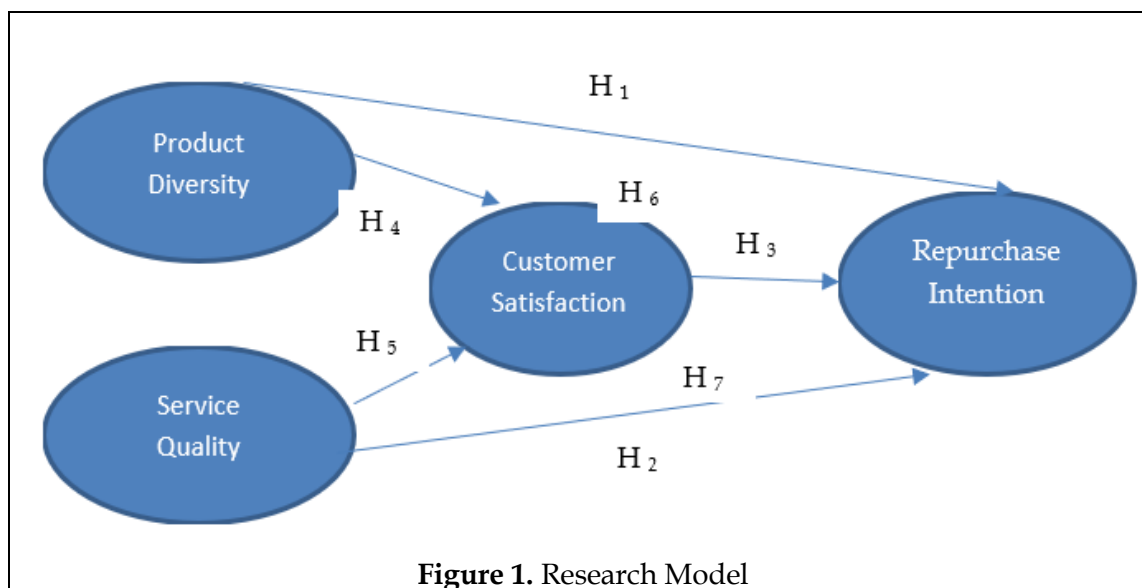 H 1
Product
Diversity
H 6
H 4
H 3
Customer
Satisfaction
Repurchase
Intention
H 5
H 7
Service
Quality
H 2
Figure 1. Research Model